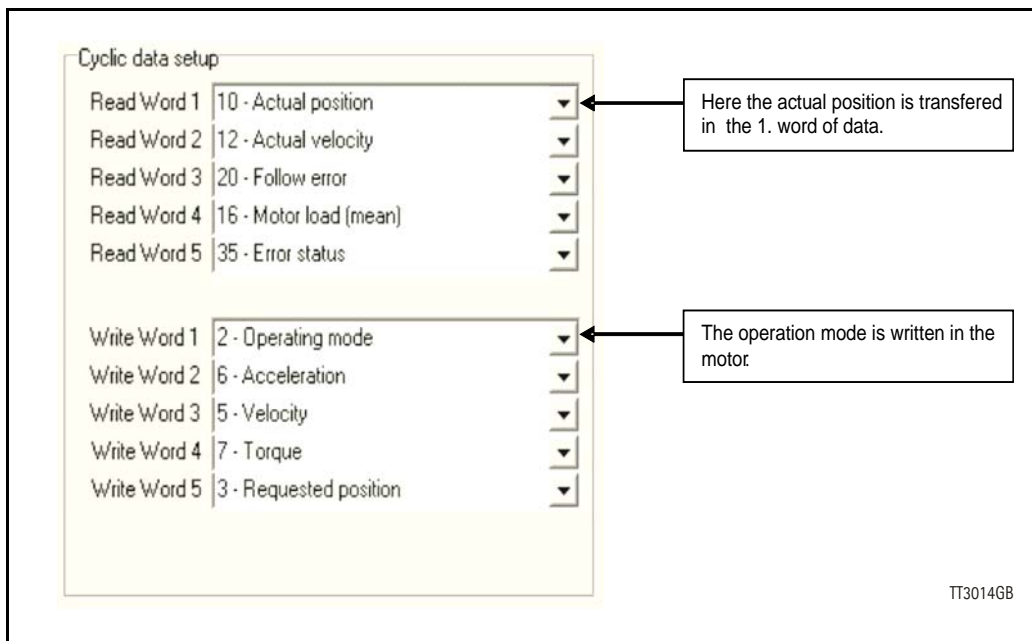 Cyclic data setup
Read Word 1 10 - Actual position
Here the actual position is transfered
in the 1. word of data.
Read Word 2 12 - Actual velocity
Read Word 3 20 - Follow error
Read Word 4 16 - Motor load (mean)
Read Word 5 35 - Error status
Write Word 1 2 - Operating mode
The operation mode is written in the
motor.
Write Word 2 6 - Acceleration
Write Word 3 5 - Velocity
Write Word 4 7 - Torque
Write Word 5 3 - Requested position
TT3014GB